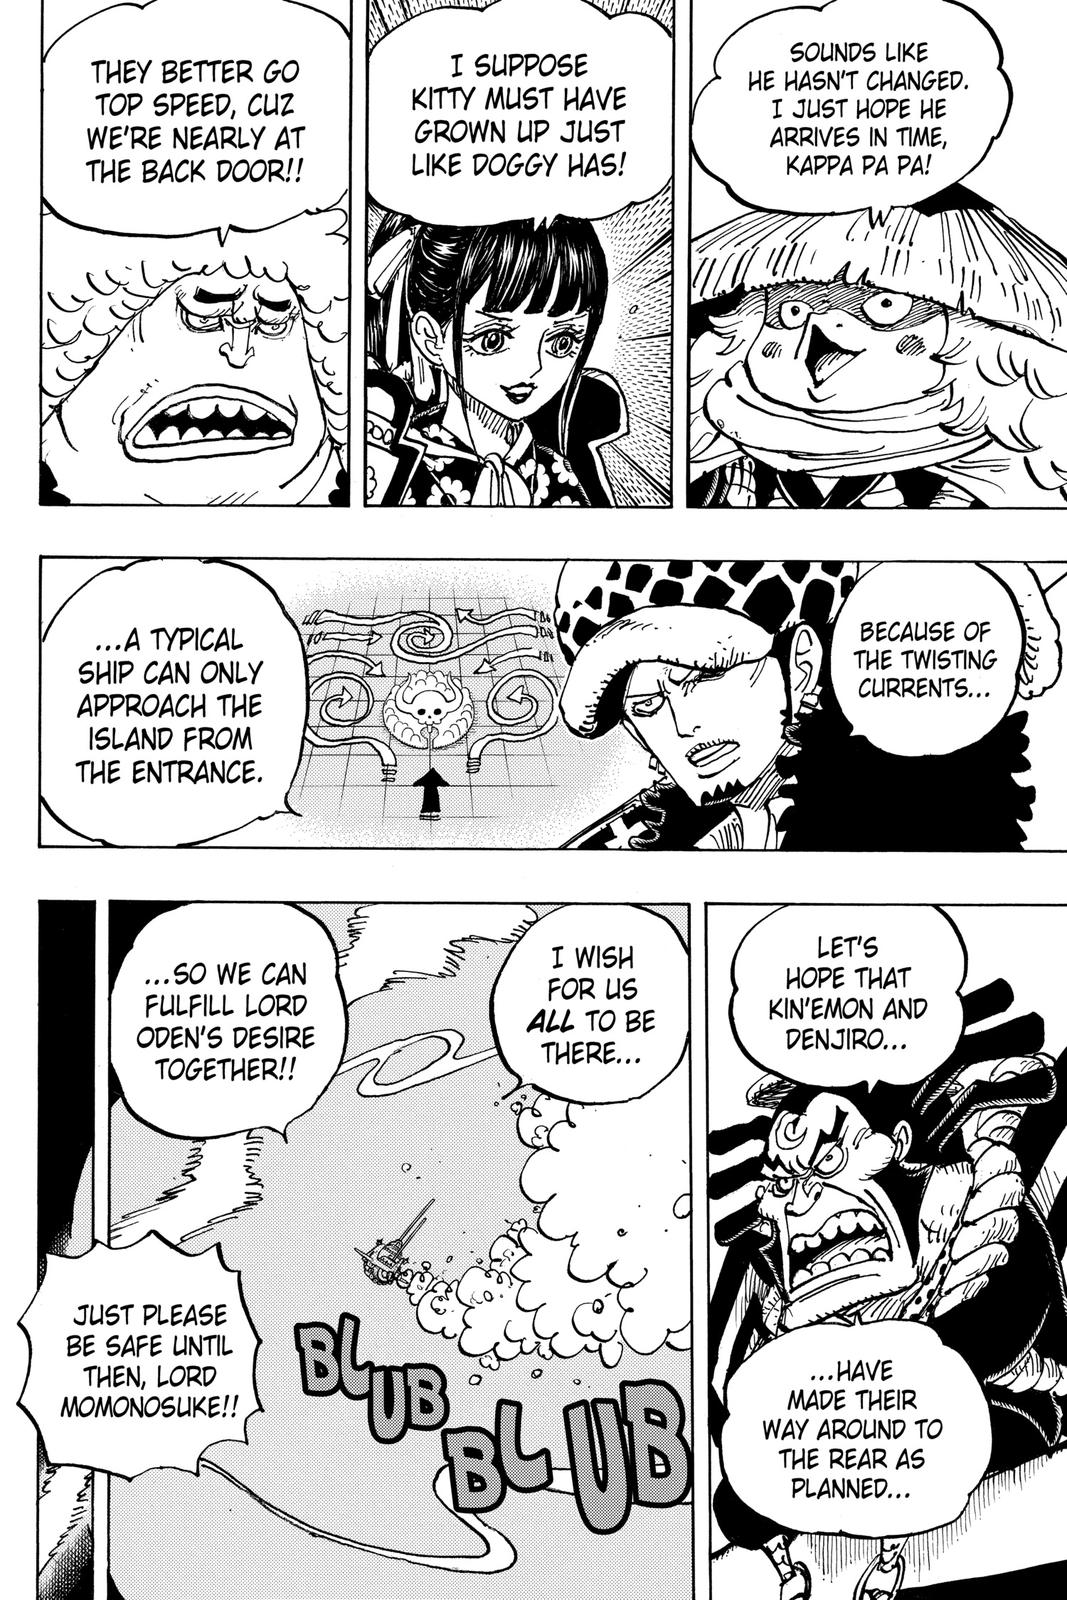 SOUNDS LIKE
HE HASN'T CHANGED.
I JUST HOPE HE
ARRIVES IN TIME,
KAPPA PA PA!
I SUPPOSE
KITTY MUST HAVE
GROWN UP JUST
LIKE DOGGY HAS!
THEY BETTER GO
TOP SPEED, CUZ
WE'RE NEARLY AT
THE BACK DOOR!!
BECAUSE OF
THE TWISTING
CURRENTS...
...A TYPICAL
SHIP CAN ONLY
APPROACH THE
ISLAND FROM
THE ENTRANCE.
LET'S
HOPE THAT
KIN'EMON AND
DENJIRO...
...HAVE
MADE THEIR
WAY AROUND TO
THE REAR AS
PLANNED...
I WISH
FOR US
ALL TO BE
THERE...
...SO WE CAN
FULFILL LORD
ODEN'S DESIRE
TOGETHER!!
BLUB
BLUB
JUST PLEASE
BE SAFE UNTIL
THEN, LORD
MOMONOSUKE!!